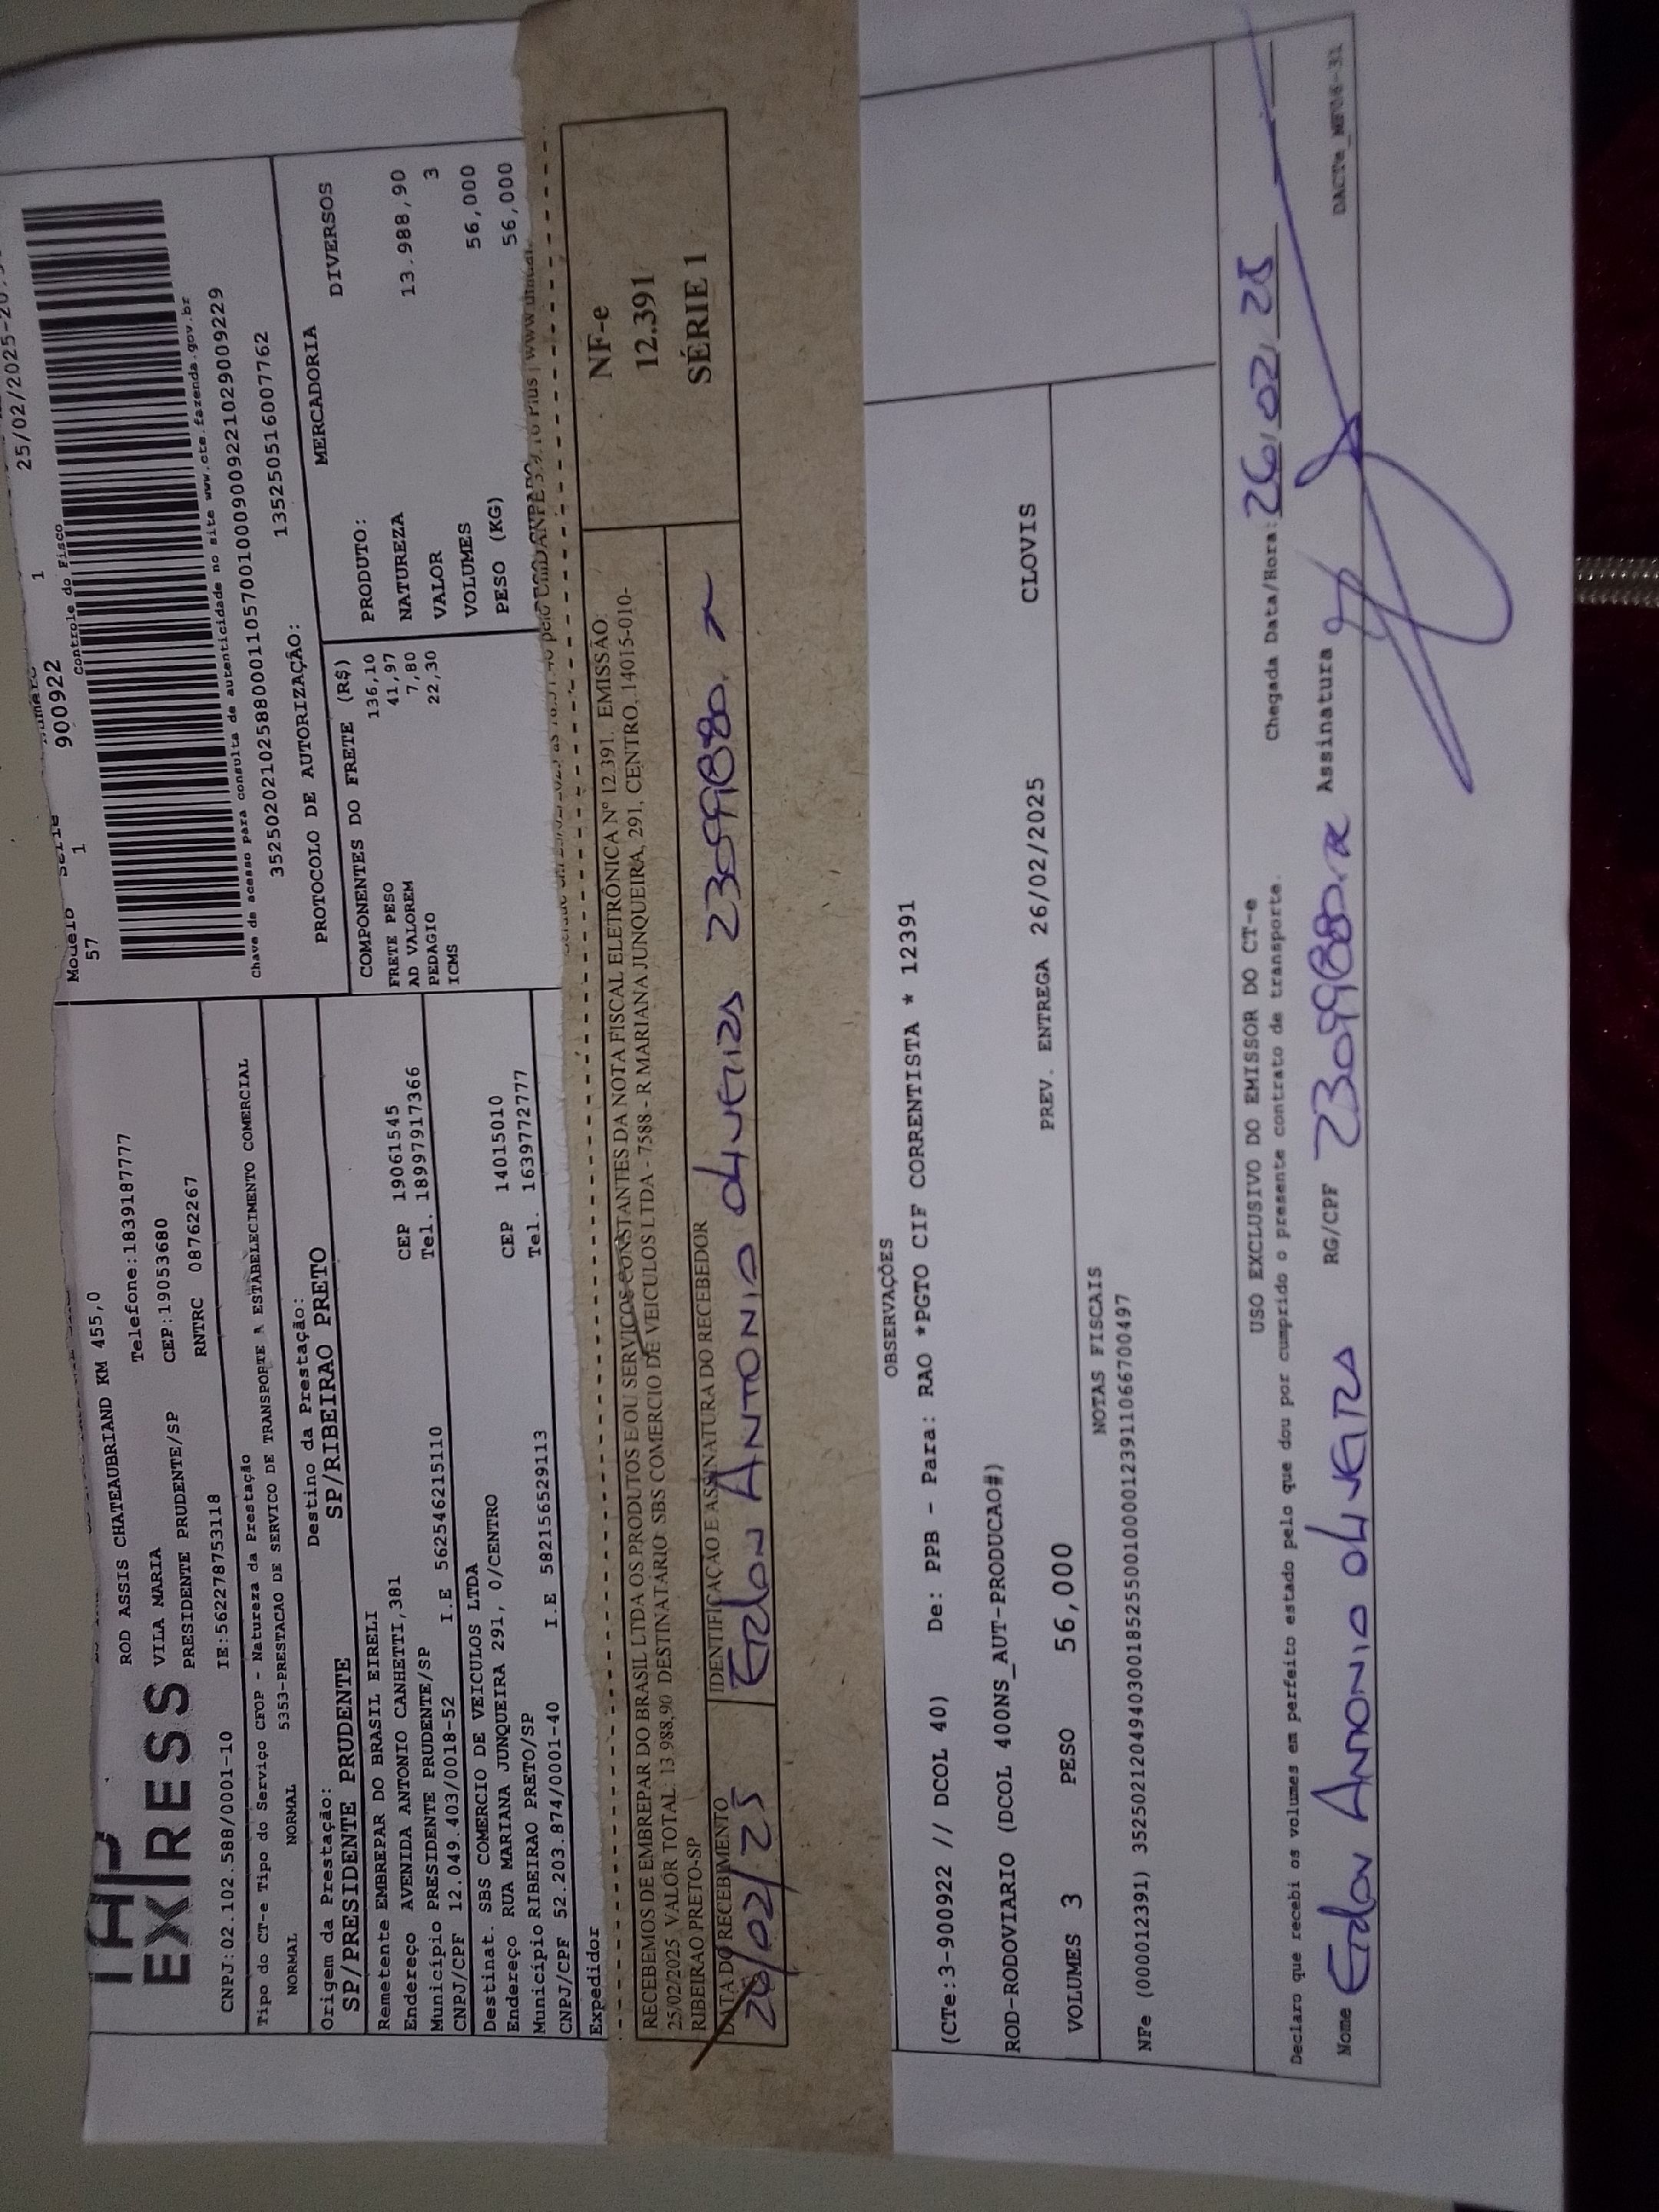 25/02/2025
Modelo Serie
57 1 900922 1 1
Controle do Fisco
EXPRESS
ROD ASSIS CHATEAUBRIAND KM 455,0
VILA MARIA Telefone:1839187777
PRESIDENTE PRUDENTE/SP CEP:19053680
CNPJ:02.102.588/0001-10 IE:562278753118 RNTRC 08762267
Chave de acesso para consulta de autenticidade no site www.cte.fazenda.gov.br
35250202102588000110570010009009221029009229
Tipo do CT-e Tipo do Serviço CFOP - Natureza da Prestação
NORMAL NORMAL 5353-PRESTACAO DE SERVICO DE TRANSPORTE A ESTABELECIMENTO COMERCIAL
PROTOCOLO DE AUTORIZAÇÃO: 135250516007762
Origem da Prestação: Destino da Prestação:
SP/PRESIDENTE PRUDENTE SP/RIBEIRAO PRETO
COMPONENTES DO FRETE (R$)
FRETE PESO 136,10
AD VALOREM 41,97
PEDAGIO 7,80
ICMS 22,30
MERCADORIA
PRODUTO: DIVERSOS
NATUREZA
VALOR 13.988,90
VOLUMES 3
PESO (KG) 56,000
56,000
Remetente EMBREPAR DO BRASIL EIRELI
Endereço AVENIDA ANTONIO CANHETTI,381 CEP 19061545
Município PRESIDENTE PRUDENTE/SP Tel. 18997917366
CNPJ/CPF 12.049.403/0018-52 I.E 562546215110
Destinat. SBS COMERCIO DE VEICULOS LTDA
Endereço RUA MARIANA JUNQUEIRA 291, 0/CENTRO CEP 14015010
Município RIBEIRAO PRETO/SP Tel. 1639772777
CNPJ/CPF 52.203.874/0001-40 I.E 582156529113
Expedidor
RECEBEMOS DE EMBREPAR DO BRASIL LTDA OS PRODUTOS E/OU SERVIÇOS CONSTANTES DA NOTA FISCAL ELETRÔNICA Nº 12.391. EMISSÃO:
25/02/2025 VALOR TOTAL: 13.988,90 DESTINATÁRIO: SBS COMERCIO DE VEICULOS LTDA - 7588 - R MARIANA JUNQUEIRA, 291, CENTRO, 14015-010-
RIBEIRAO PRETO-SP
NF-e
12.391
SÉRIE 1
DATA DO RECEBIMENTO IDENTIFICAÇÃO E ASSINATURA DO RECEBEDOR
26/02/25 Erlon Antonio Oliveira
OBSERVAÇÕES
(CTe:3-900922 // DCOL 40) De: PPB - Para: RAO *PGTO CIF CORRENTISTA * 12391
ROD-RODOVIARIO (DCOL 400NS_AUT-PRODUCAO#)
VOLUMES 3 PESO 56,000 PREV. ENTREGA 26/02/2025 CLOVIS
NOTAS FISCAIS
NFe (000012391) 35250212049403001852550010000123911066700497
USO EXCLUSIVO DO EMISSOR DO CT-e
Declaro que recebi os volumes em perfeito estado pelo que dou por cumprido o presente contrato de transporte. Chegada Data/Hora: 26/02/25
Nome Erlon Antonio Oliveira RG/CPF Assinatura
DACTe_MF06-31